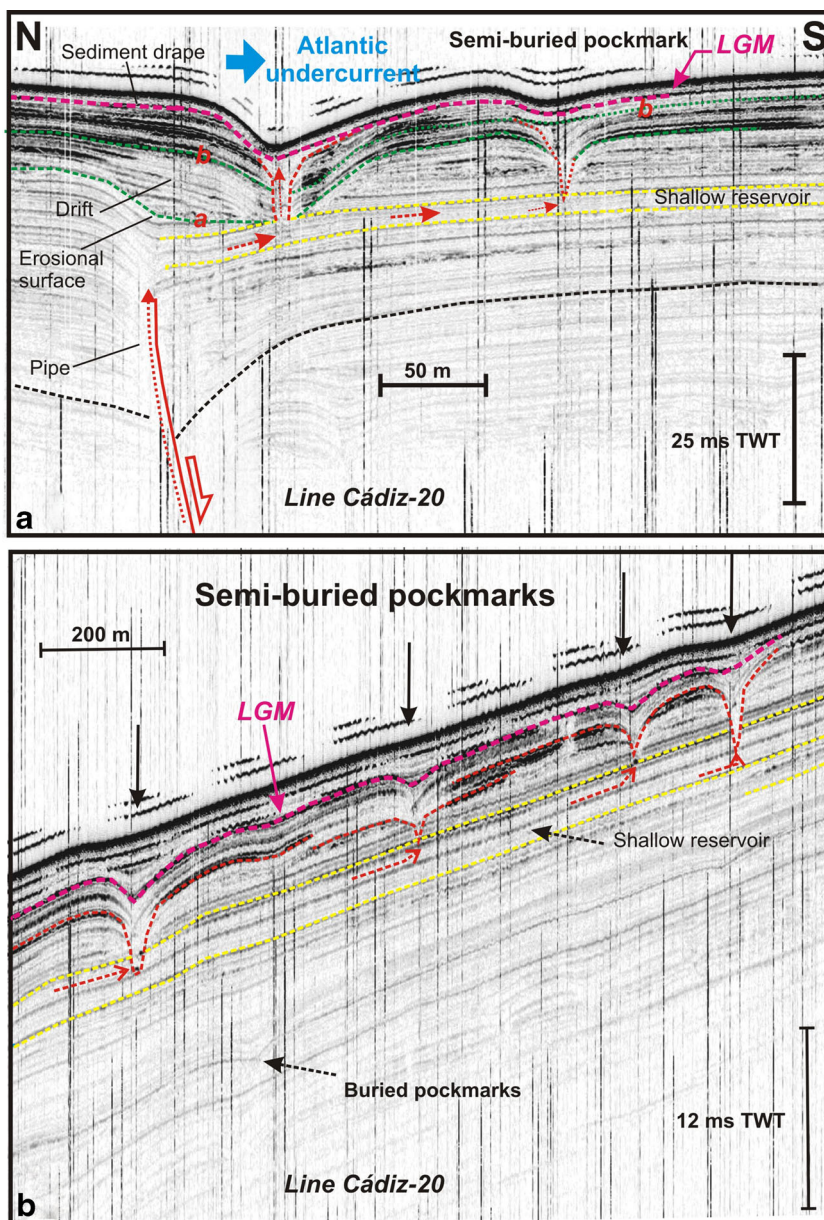 N
Sediment drape
Atlantic
undercurrent
Semi-buried pockmark
LGM
S
b
b
Drift
a
Erosional
surface
Shallow reservoir
Pipe
50 m
25 ms TWT
Line Cádiz-20
a
Semi-buried pockmarks
200 m
LGM
Shallow reservoir
Buried pockmarks
12 ms TWT
Line Cádiz-20
b